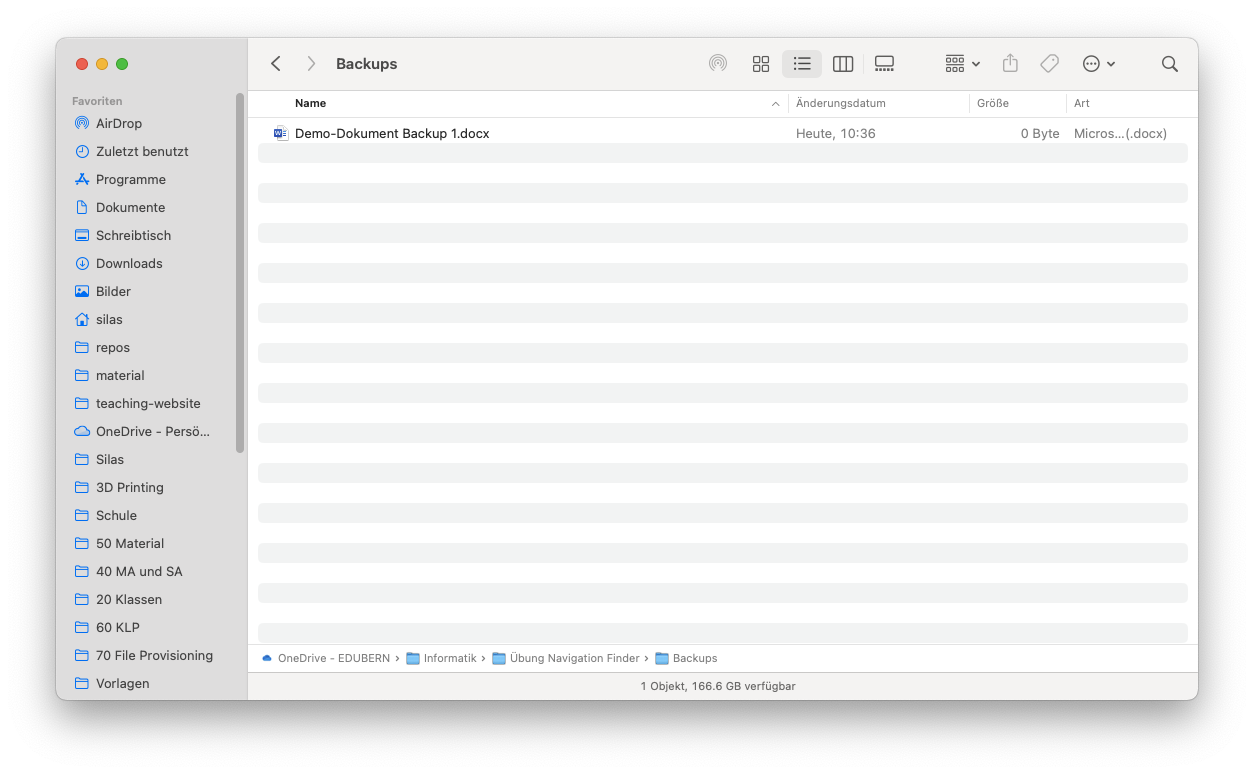 Backups
Favoriten
AirDrop
Zuletzt benutzt
Programme
Dokumente
Schreibtisch
Downloads
Bilder
silas
repos
material
teaching-website
OneDrive - Persö...
Silas
3D Printing
Schule
50 Material
40 MA und SA
20 Klassen
60 KLP
70 File Provisioning
Vorlagen
Name Änderungsdatum Größe Art
Demo-Dokument Backup 1.docx Heute, 10:36 0 Byte Micros...(.docx)
OneDrive - EDUBERN › Informatik › Übung Navigation Finder › Backups
1 Objekt, 166.6 GB verfügbar